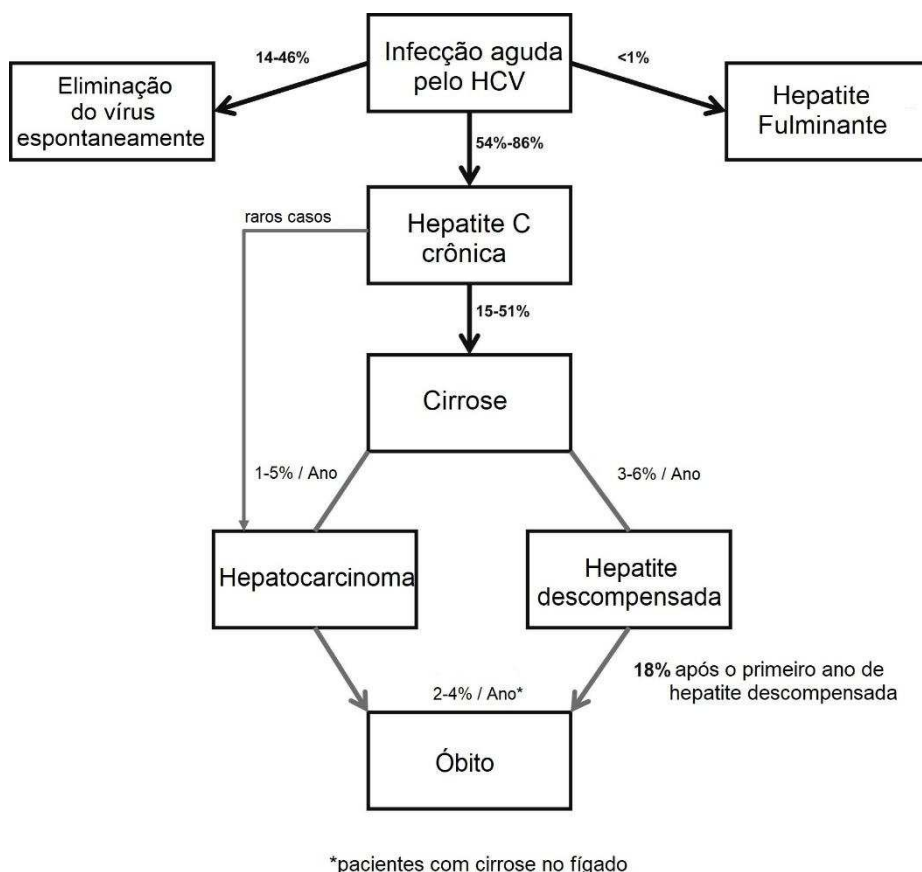 Infecção aguda
pelo HCV
14-46%
<1%
Eliminação
do vírus
espontaneamente
Hepatite
Fulminante
54%-86%
raros casos
Hepatite C
crônica
15-51%
Cirrose
1-5% / Ano
3-6% / Ano
Hepatocarcinoma
Hepatite
descompensada
18% após o primeiro ano de
hepatite descompensada
2-4% / Ano*
Óbito
*pacientes com cirrose no fígado